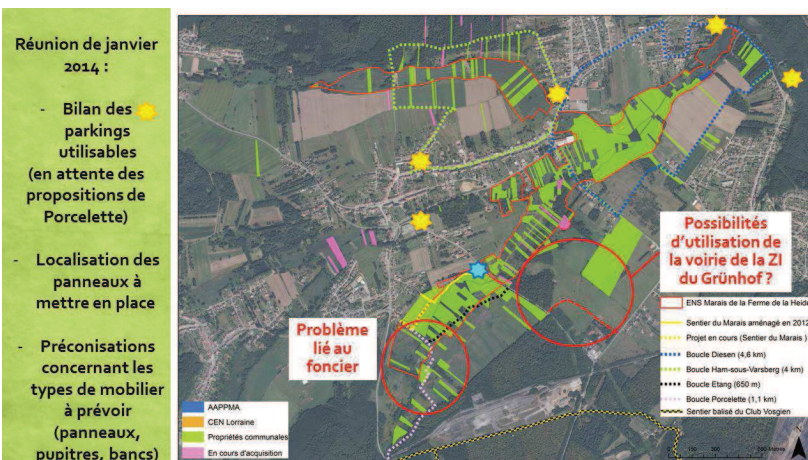 Réunion de janvier
2014 :
- Bilan des
parkings
utilisables
(en attente des
propositions de
Porcelette)
- Localisation des
panneaux à
mettre en place
- Préconisations
concernant les
types de mobilier
à prévoir
(panneaux,
pupitres, bancs)
Problème
lié au
foncier
Possibilités
d'utilisation de
la voirie de la ZI
du Grünhof ?
AAPPMA
CEN Lorraine
Propriétés communales
En cours d'acquisition
ENS Marais de la Ferme de la Heide
Sentier du Marais aménagé en 2012
Projet en cours (Sentier du Marais )
Boucle Diesen (4,6 km)
Boucle Ham-sous-Varsberg (4 km)
Boucle Etang (650 m)
Boucle Porcelette (1,1 km)
Sentier balisé du Club Vosgien